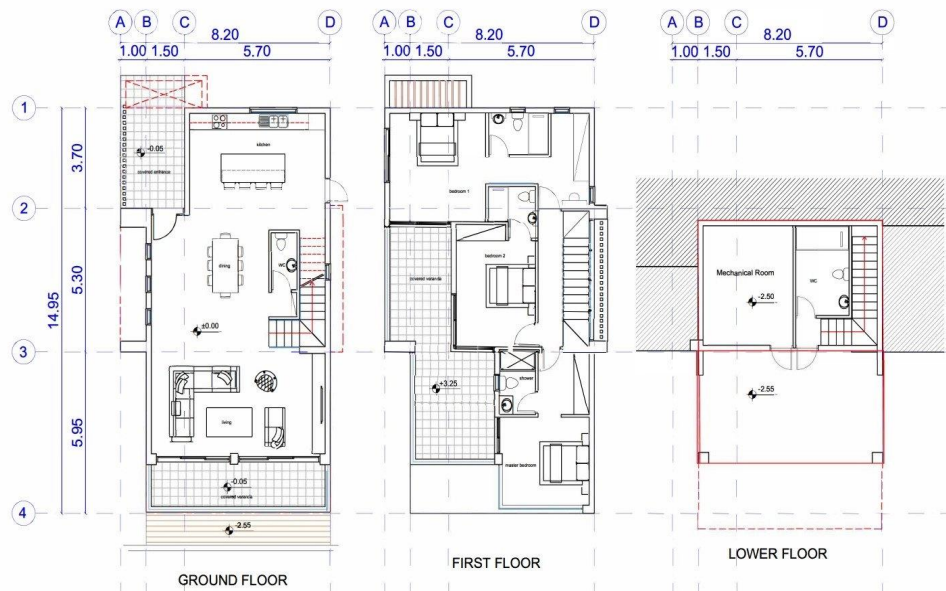 A B C D
8.20
1.00 1.50 5.70
A B C D
8.20
1.00 1.50 5.70
A B C D
8.20
1.00 1.50 5.70
1
2
3
4
14.95
3.70
5.30
5.95
kitchen
-0.05
covered entrance
dining
WC
±0.00
living
-0.05
covered veranda
-2.55
GROUND FLOOR
bedroom 1
bedroom 2
covered veranda
+3.25
shower
master bedroom
FIRST FLOOR
Mechanical Room
-2.50
WC
-2.55
LOWER FLOOR